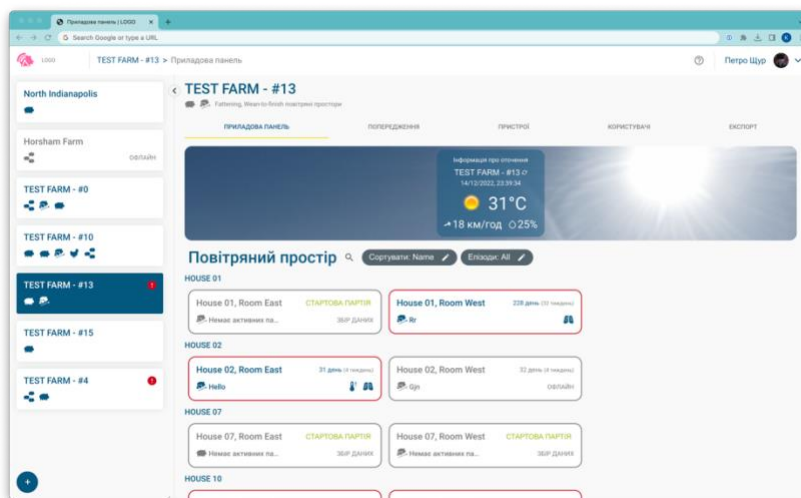 Приладова панель | LOGO
Search Google or type a URL
LOGO
TEST FARM - #13 > Приладова панель
Петро Щур
North Indianapolis
Horsham Farm
ОФЛАЙН
TEST FARM - #0
TEST FARM - #10
TEST FARM - #13
TEST FARM - #15
TEST FARM - #4
TEST FARM - #13
Fattening, Wean-to-finish повітряні простори
ПРИЛАДОВА ПАНЕЛЬ ПОПЕРЕДЖЕННЯ ПРИСТРОЇ КОРИСТУВАЧІ ЕКСПОРТ
Інформація про оточення
TEST FARM - #13
14/12/2022, 23:39:34
31°C
18 км/год 25%
Повітряний простір Сортувати: Name Епізоди: All
HOUSE 01
House 01, Room East СТАРТОВА ПАРТІЯ
Немає активних па... ЗБІР ДАНИХ
House 01, Room West 228 день
Rr
HOUSE 02
House 02, Room East 31 день
Hello
House 02, Room West 32 день
Gjn ОФЛАЙН
HOUSE 07
House 07, Room East СТАРТОВА ПАРТІЯ
Немає активних па... ЗБІР ДАНИХ
House 07, Room West СТАРТОВА ПАРТІЯ
Немає активних па... ЗБІР ДАНИХ
HOUSE 10